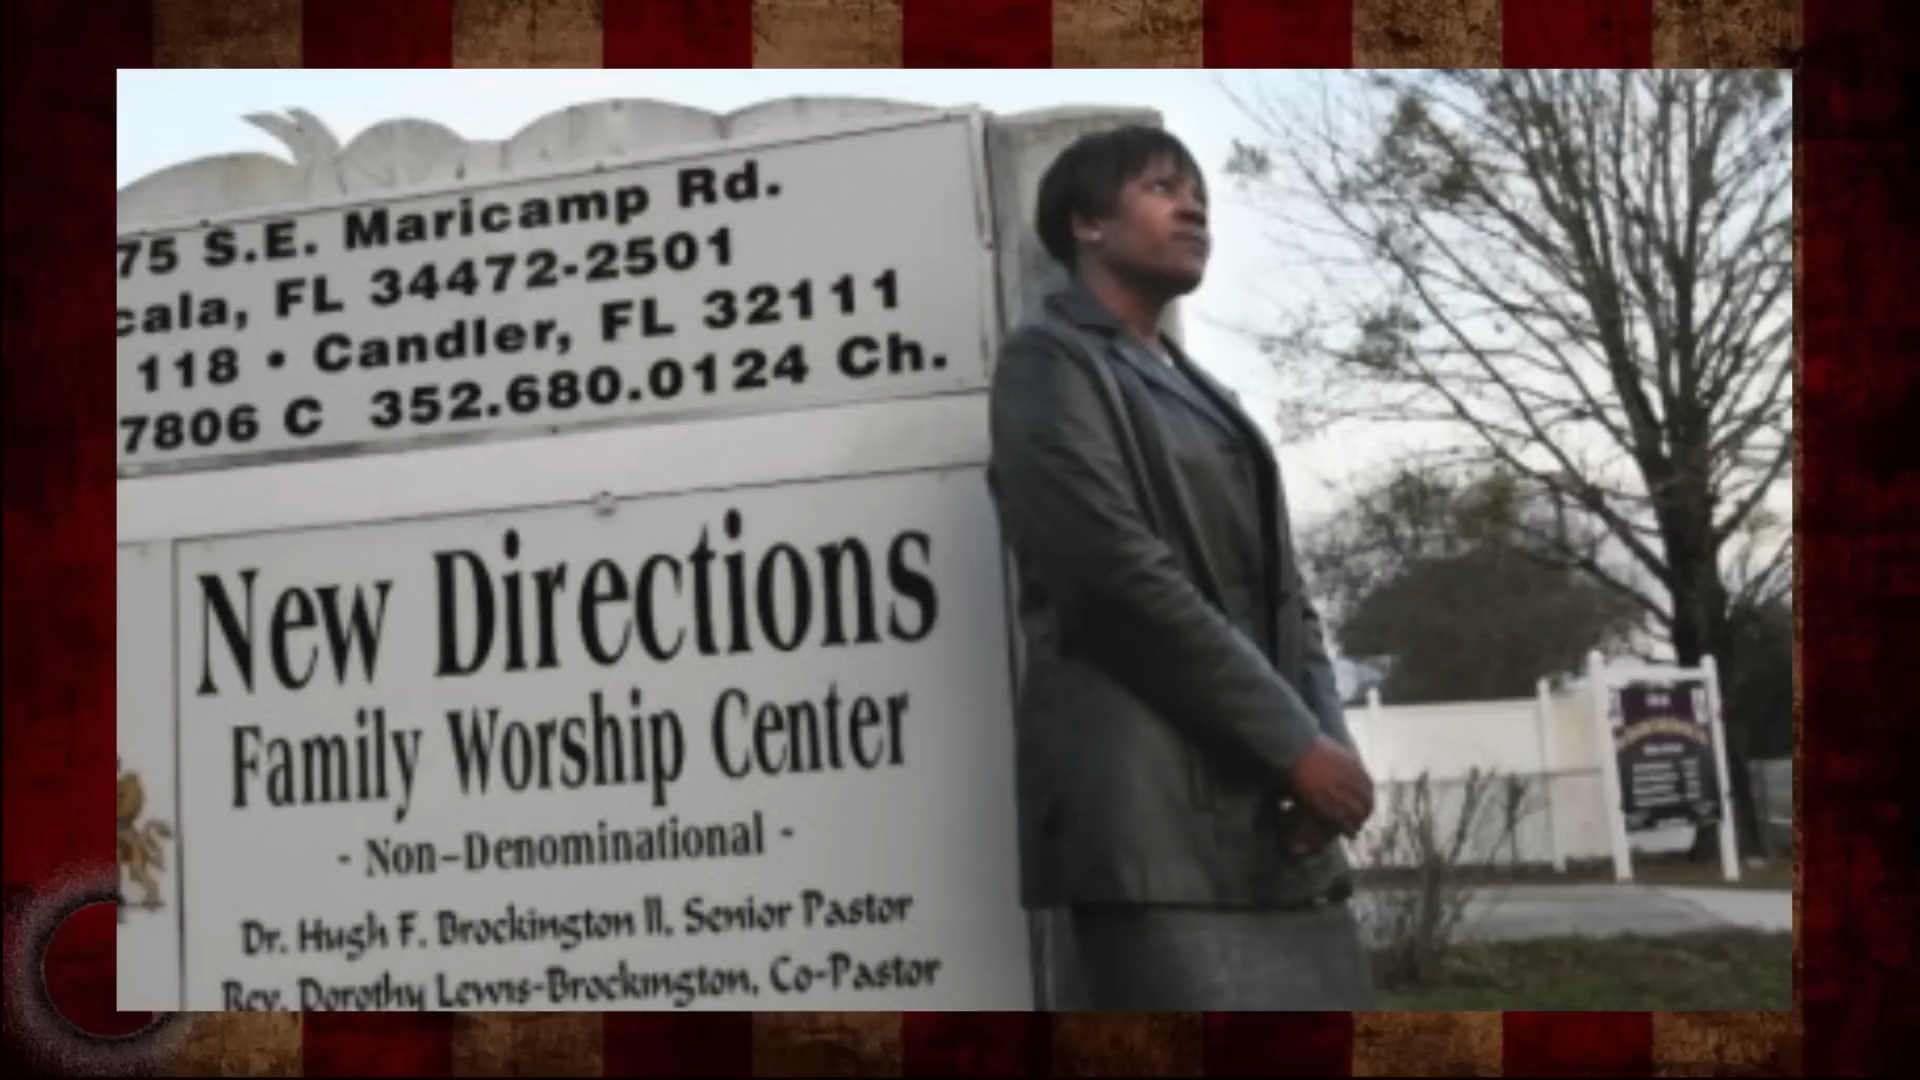 75 S.E. Maricamp Rd.
cala, FL 34472-2501
118 • Candler, FL 32111
7806 C 352.680.0124 Ch.
New Directions
Family Worship Center
- Non-Denominational -
Dr. Hugh F. Brockington II, Senior Pastor
Rev. Dorothy Lewis-Brockington, Co-Pastor